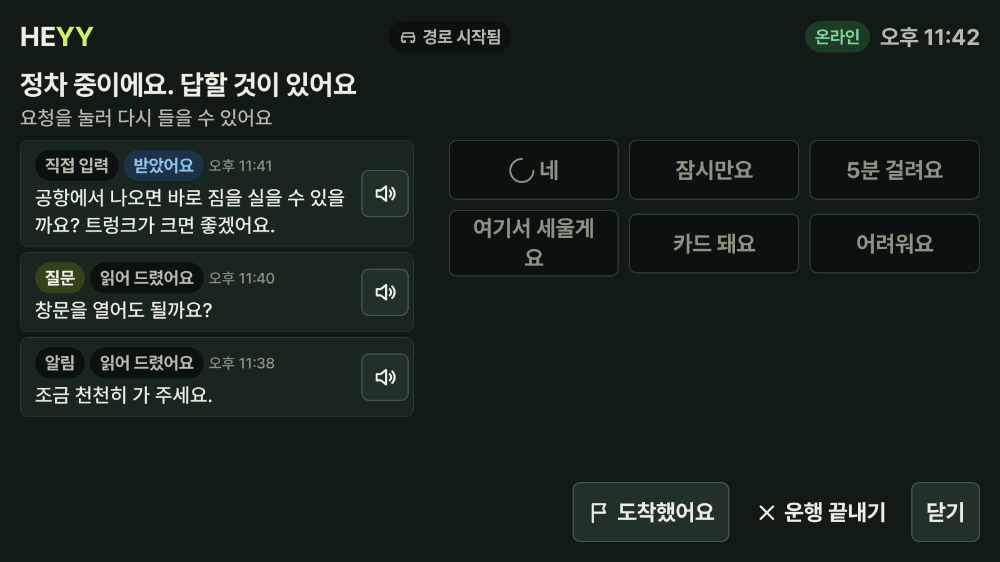 HEYY
경로 시작됨
온라인 오후 11:42
정차 중이에요. 답할 것이 있어요
요청을 눌러 다시 들을 수 있어요
직접 입력 받았어요 오후 11:41
공항에서 나오면 바로 짐을 실을 수 있을
까요? 트렁크가 크면 좋겠어요.
질문 읽어 드렸어요 오후 11:40
창문을 열어도 될까요?
알림 읽어 드렸어요 오후 11:38
조금 천천히 가 주세요.
네
잠시만요
5분 걸려요
여기서 세울게
요
카드 돼요
어려워요
도착했어요
운행 끝내기
닫기